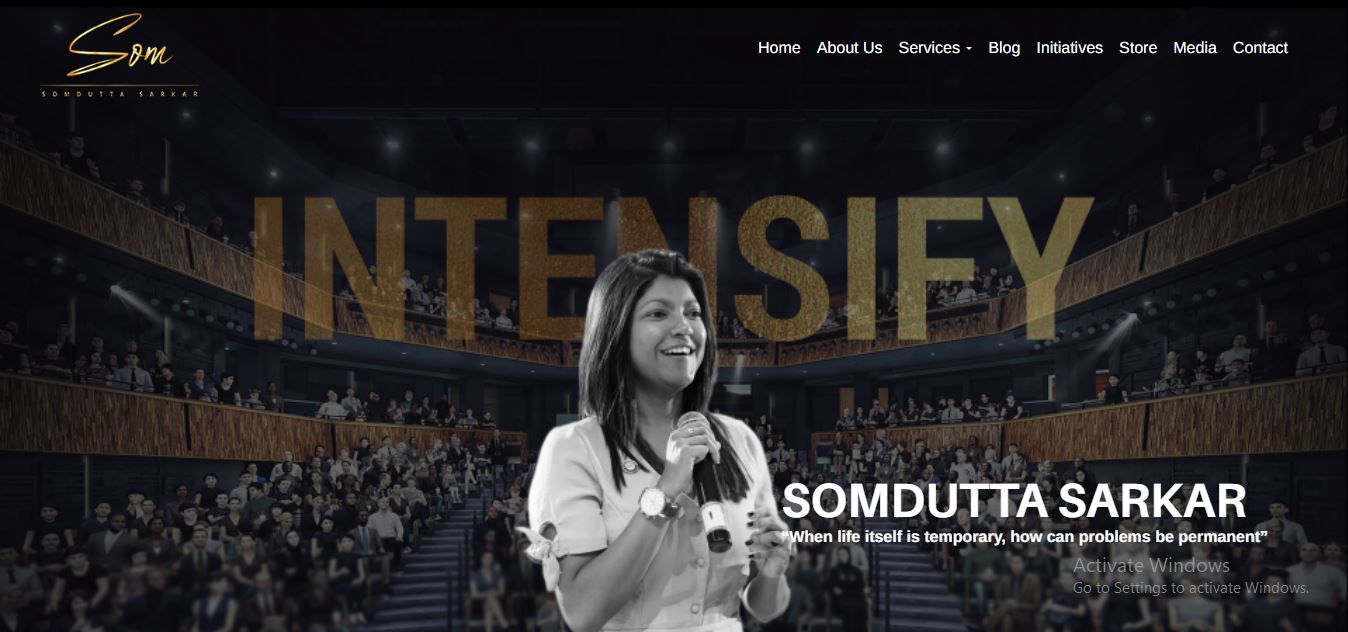 Som
SOMDUTTA SARKAR
Home About Us Services Blog Initiatives Store Media Contact
INTENSIFY
SOMDUTTA SARKAR
“When life itself is temporary, how can problems be permanent”
Activate Windows
Go to Settings to activate Windows.